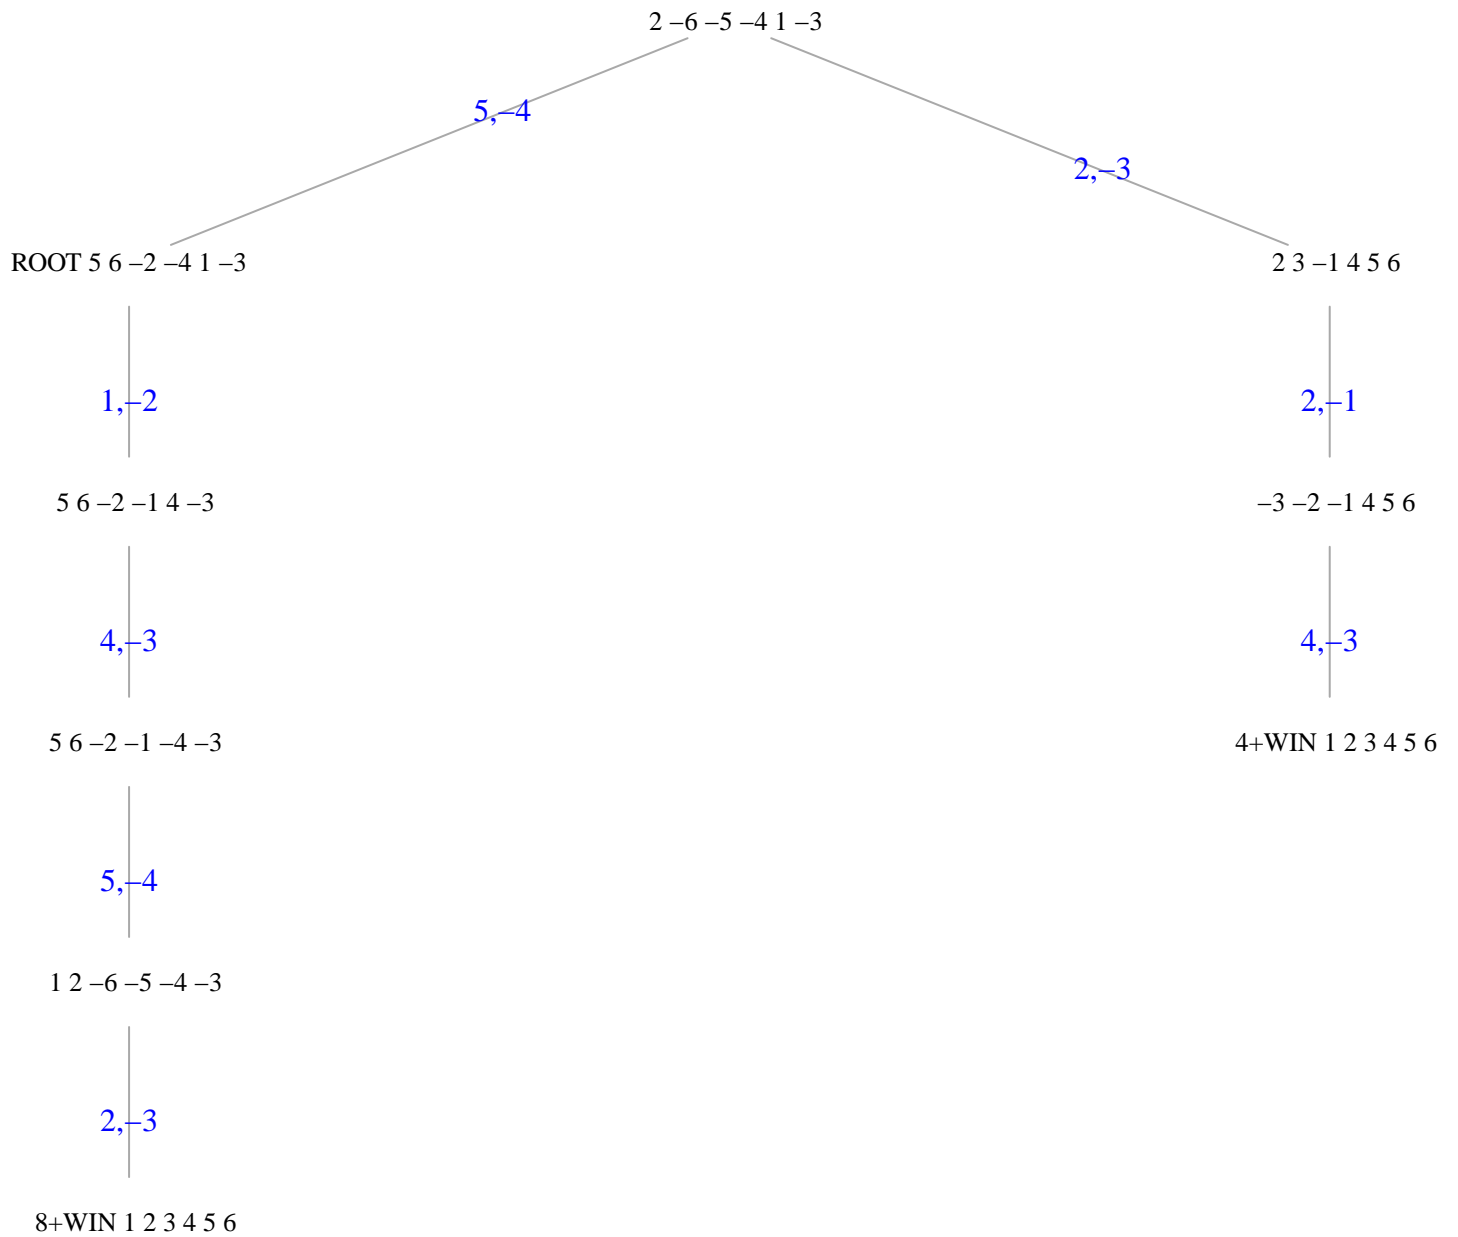 2 –6 –5 –4 1 –3
5,–4
2,–3
ROOT 5 6 –2 –4 1 –3
2 3 –1 4 5 6
1,–2
2,–1
5 6 –2 –1 4 –3
–3 –2 –1 4 5 6
4,–3
4,–3
5 6 –2 –1 –4 –3
4+WIN 1 2 3 4 5 6
5,–4
1 2 –6 –5 –4 –3
2,–3
8+WIN 1 2 3 4 5 6